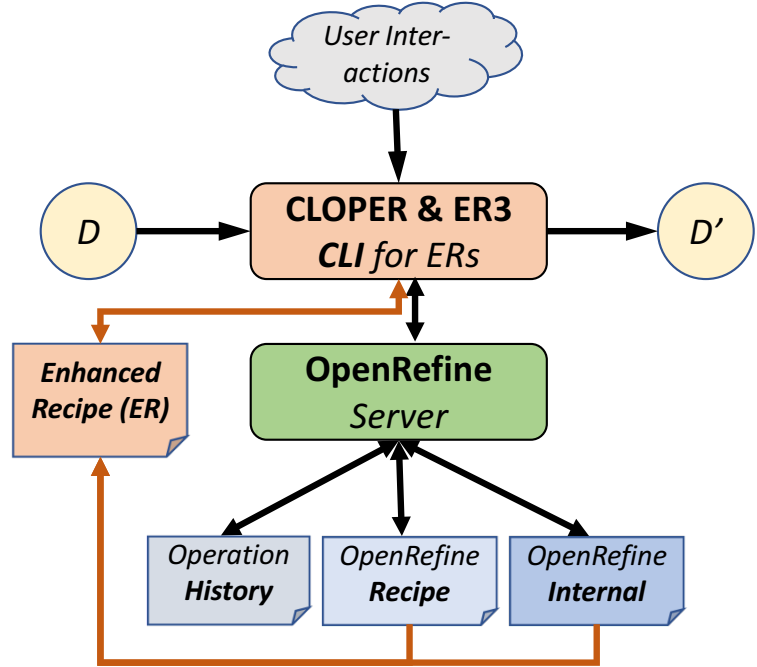 User Inter-
actions
D
CLOPER & ER3
CLI for ERs
D’
Enhanced
Recipe (ER)
OpenRefine
Server
Operation
History
OpenRefine
Recipe
OpenRefine
Internal